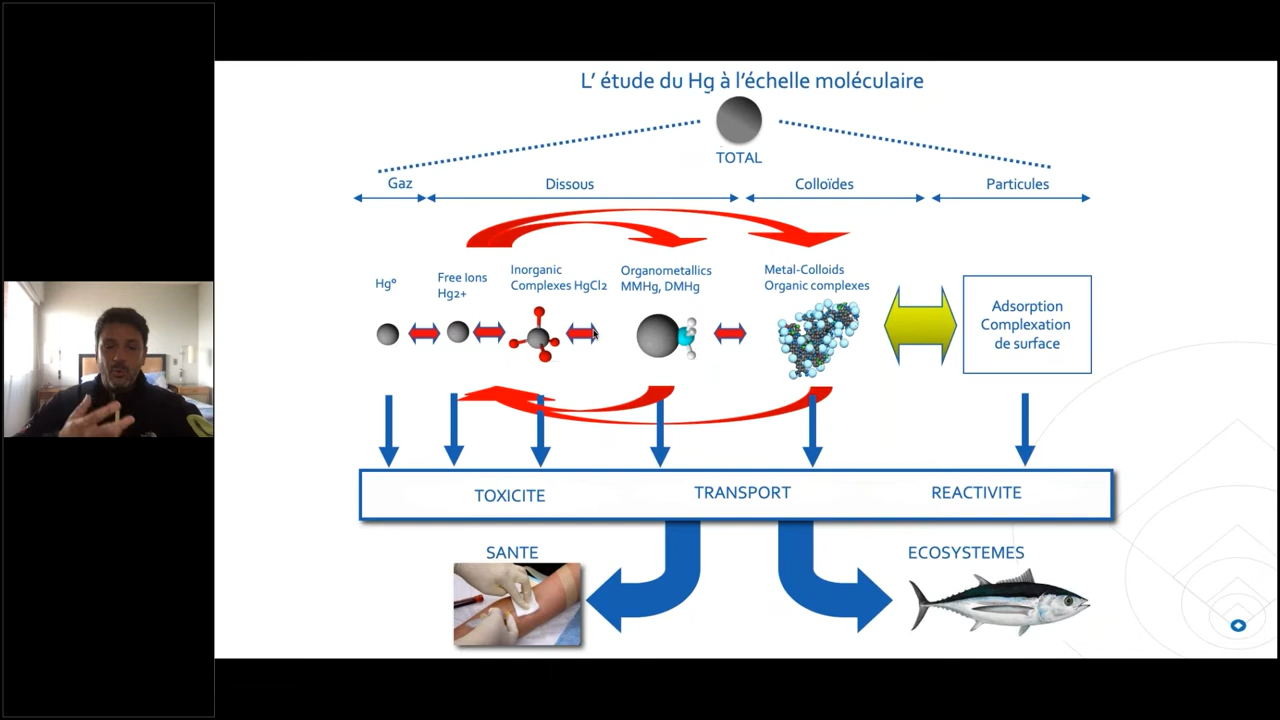 L' étude du Hg à l'échelle moléculaire
TOTAL
Gaz
Dissous
Colloïdes
Particules
Hg°
Free Ions
Hg2+
Inorganic
Complexes HgCl2
Organometallics
MMHg, DMHg
Metal-Colloids
Organic complexes
Adsorption
Complexation
de surface
TOXICITE
TRANSPORT
REACTIVITE
SANTE
ECOSYSTEMES